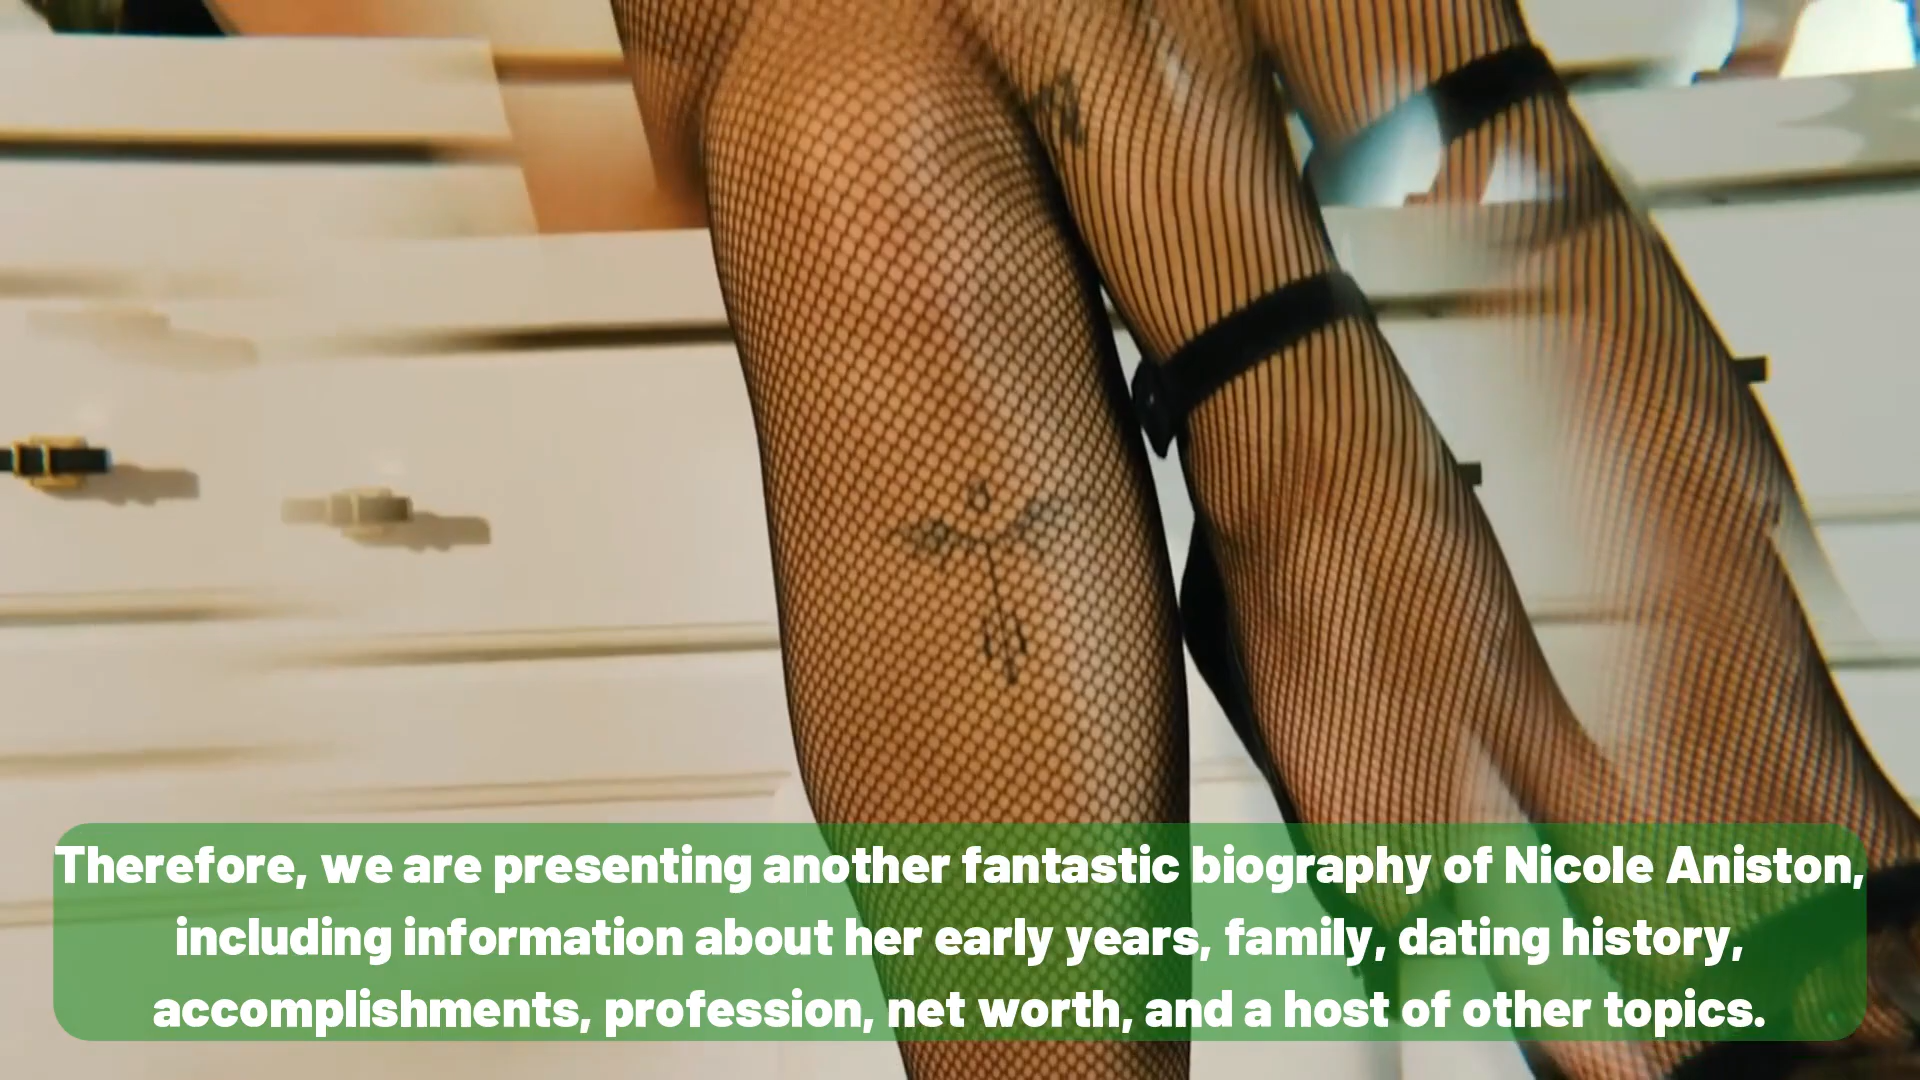 Therefore, we are presenting another fantastic biography of Nicole Aniston,
including information about her early years, family, dating history,
accomplishments, profession, net worth, and a host of other topics.